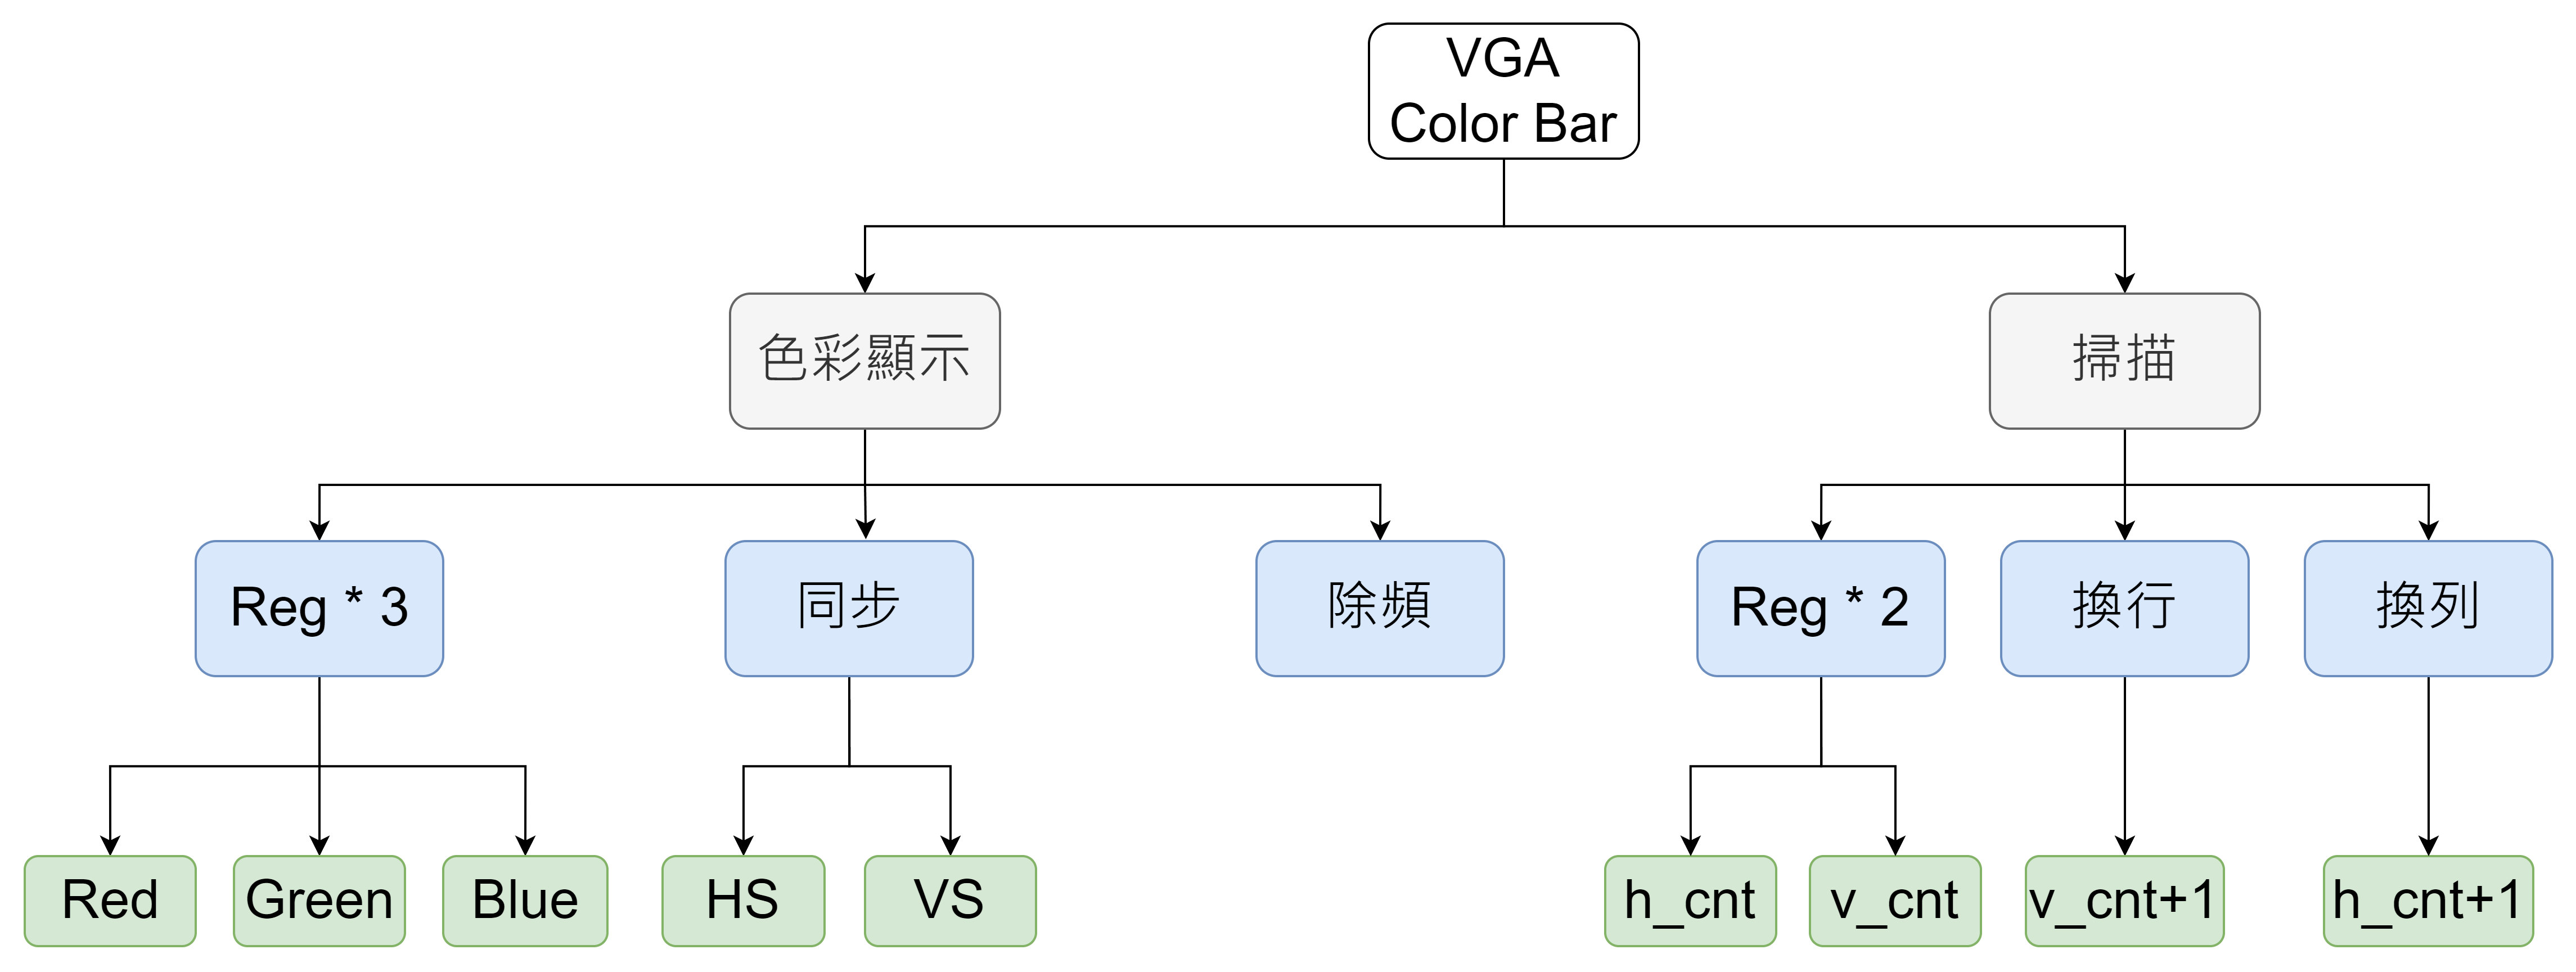 VGA
Color Bar
色彩顯示
掃描
Reg * 3
同步
除頻
Reg * 2
換行
換列
Red
Green
Blue
HS
VS
h_cnt
v_cnt
v_cnt+1
h_cnt+1